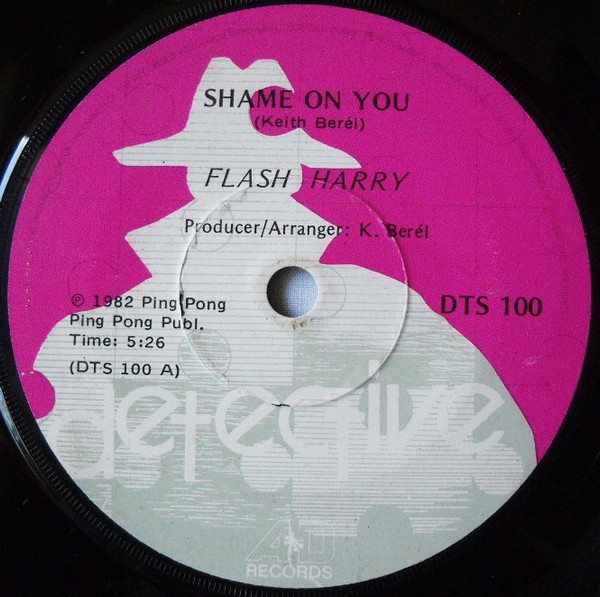 SHAME ON YOU
(Keith Berél)
FLASH HARRY
Producer/Arranger: K. Berél
℗ 1982 Ping Pong
Ping Pong Publ.
Time: 5:26
(DTS 100 A)
DTS 100
detective
RECORDS